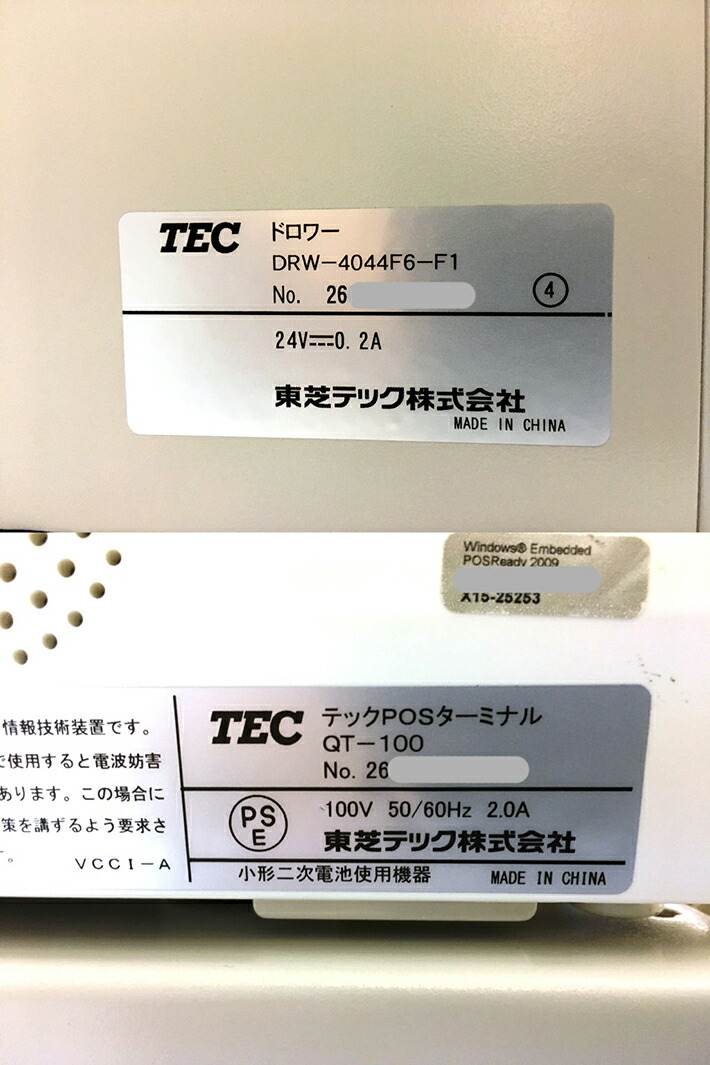 TEC ドロワー
DRW-4044F6-F1
No. 26
④
24V⎓0.2A
東芝テック株式会社
MADE IN CHINA
Windows® Embedded
POSReady 2009
X15-25253
情報技術装置です。
で使用すると電波妨害
あります。この場合に
策を講ずるよう要求さ
す。
VCCI-A
TEC テックPOSターミナル
QT-100
No. 26
PS
E
100V 50/60Hz 2.0A
東芝テック株式会社
小形二次電池使用機器
MADE IN CHINA